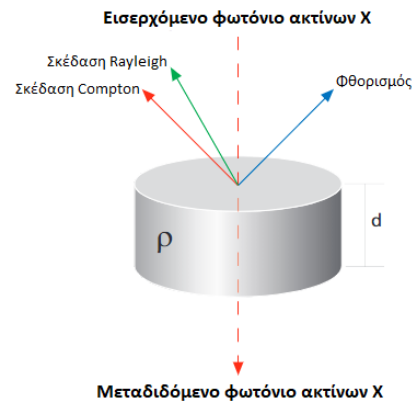 Εισερχόμενο φωτόνιο ακτίνων Χ
Σκέδαση Rayleigh
Σκέδαση Compton
Φθορισμός
ρ
d
Μεταδιδόμενο φωτόνιο ακτίνων Χ